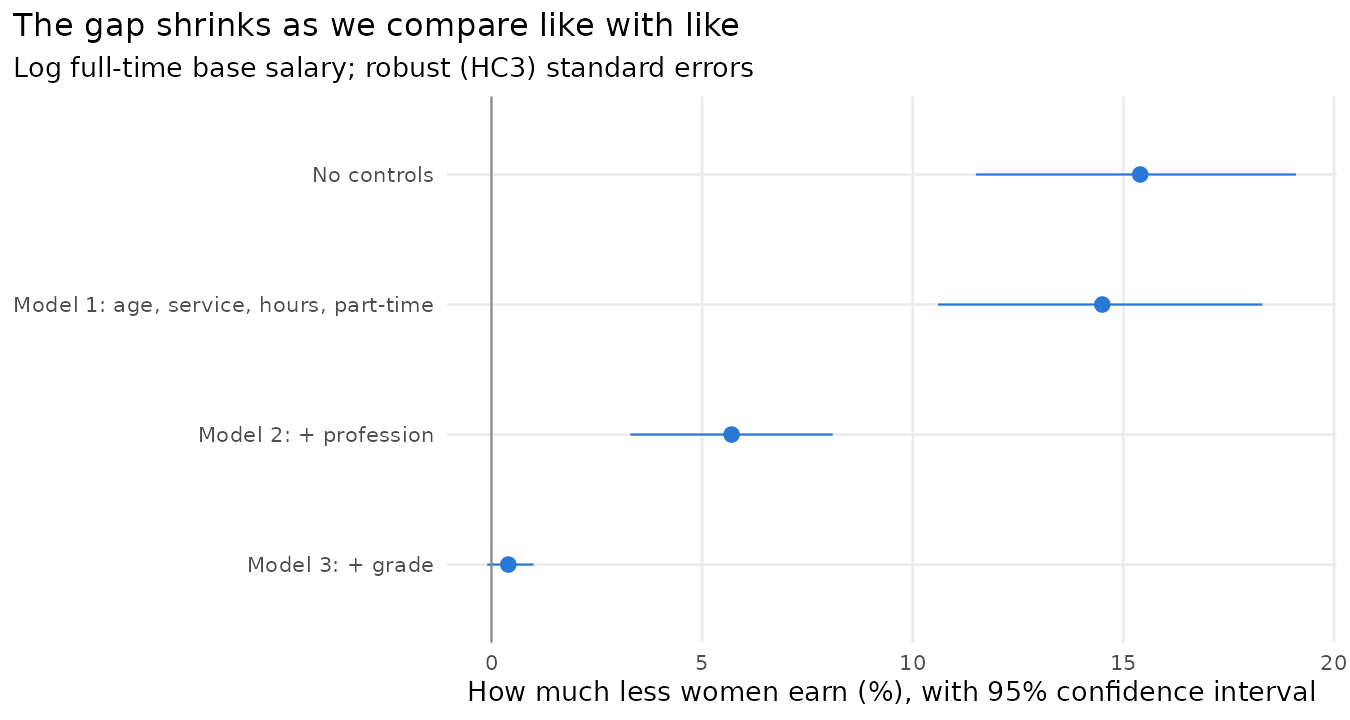 The gap shrinks as we compare like with like
Log full-time base salary; robust (HC3) standard errors
No controls
Model 1: age, service, hours, part-time
Model 2: + profession
Model 3: + grade
0 5 10 15 20
How much less women earn (%), with 95% confidence interval